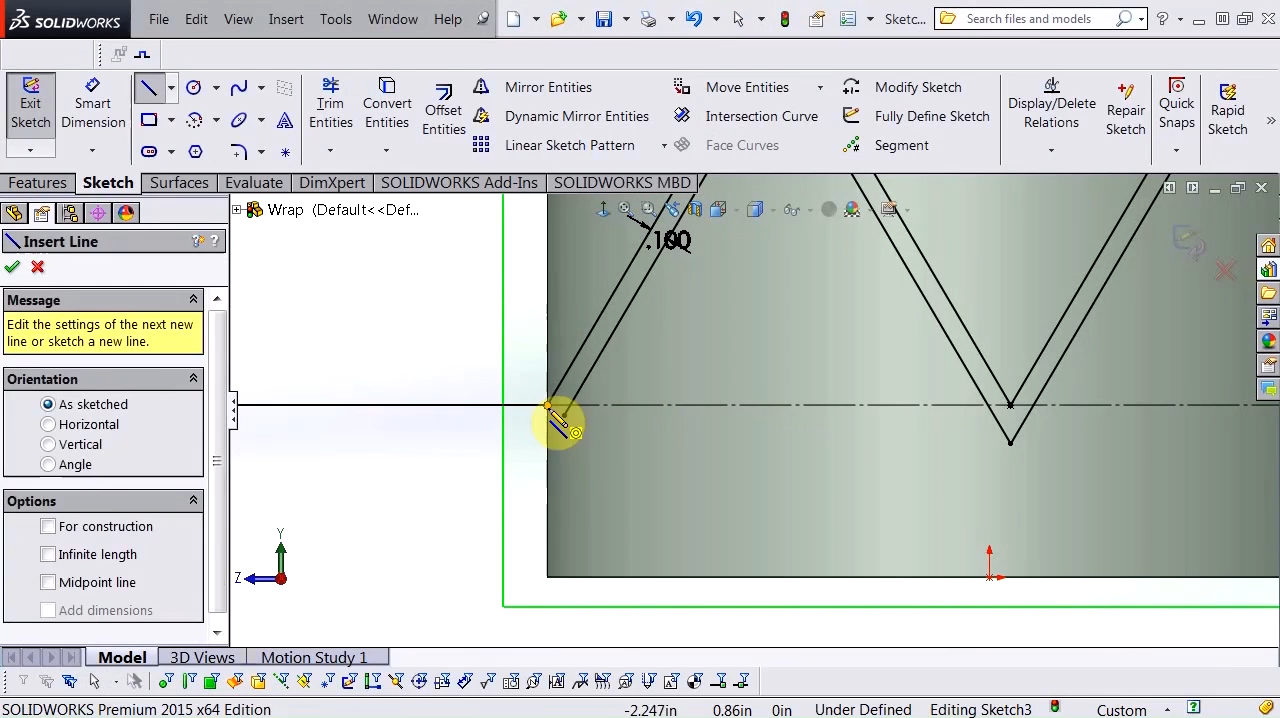 SOLIDWORKS File Edit View Insert Tools Window Help Sketc... Search files and models
Exit Sketch
Smart Dimension
Trim Entities
Convert Entities
Offset Entities
Mirror Entities
Dynamic Mirror Entities
Linear Sketch Pattern
Move Entities
Intersection Curve
Face Curves
Modify Sketch
Fully Define Sketch
Segment
Display/Delete Relations
Repair Sketch
Quick Snaps
Rapid Sketch
Features Sketch Surfaces Evaluate DimXpert SOLIDWORKS Add-Ins SOLIDWORKS MBD
Wrap (Default<<Def...
Insert Line
Message
Edit the settings of the next new
line or sketch a new line.
Orientation
As sketched
Horizontal
Vertical
Angle
Options
For construction
Infinite length
Midpoint line
Add dimensions
.100
Y
Z
Model 3D Views Motion Study 1
SOLIDWORKS Premium 2015 x64 Edition -2.247in 0.86in 0in Under Defined Editing Sketch3 Custom